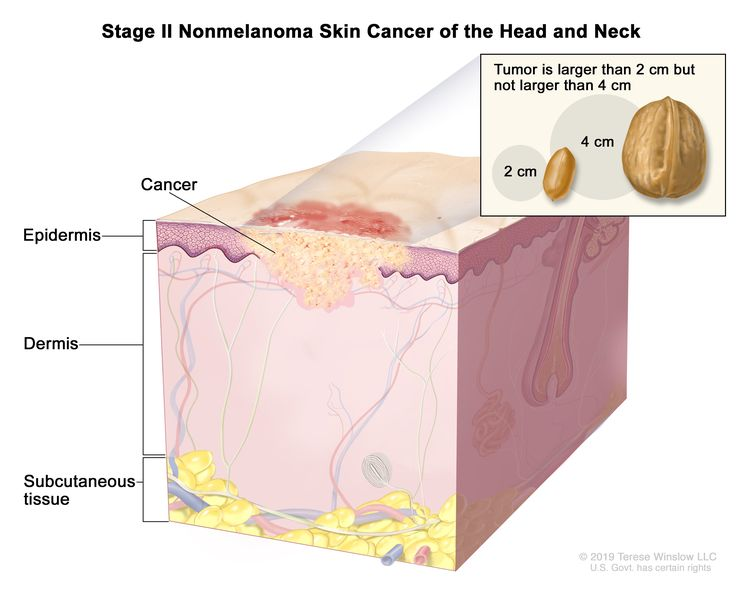 Stage II Nonmelanoma Skin Cancer of the Head and Neck
Tumor is larger than 2 cm but
not larger than 4 cm
4 cm
2 cm
Cancer
Epidermis
Dermis
Subcutaneous
tissue
© 2019 Terese Winslow LLC
U.S. Govt. has certain rights